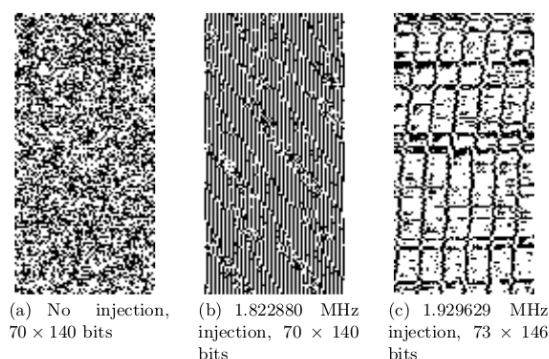 (a) No injection,
70 × 140 bits
(b) 1.822880 MHz
injection, 70 × 140
bits
(c) 1.929629 MHz
injection, 73 × 146
bits